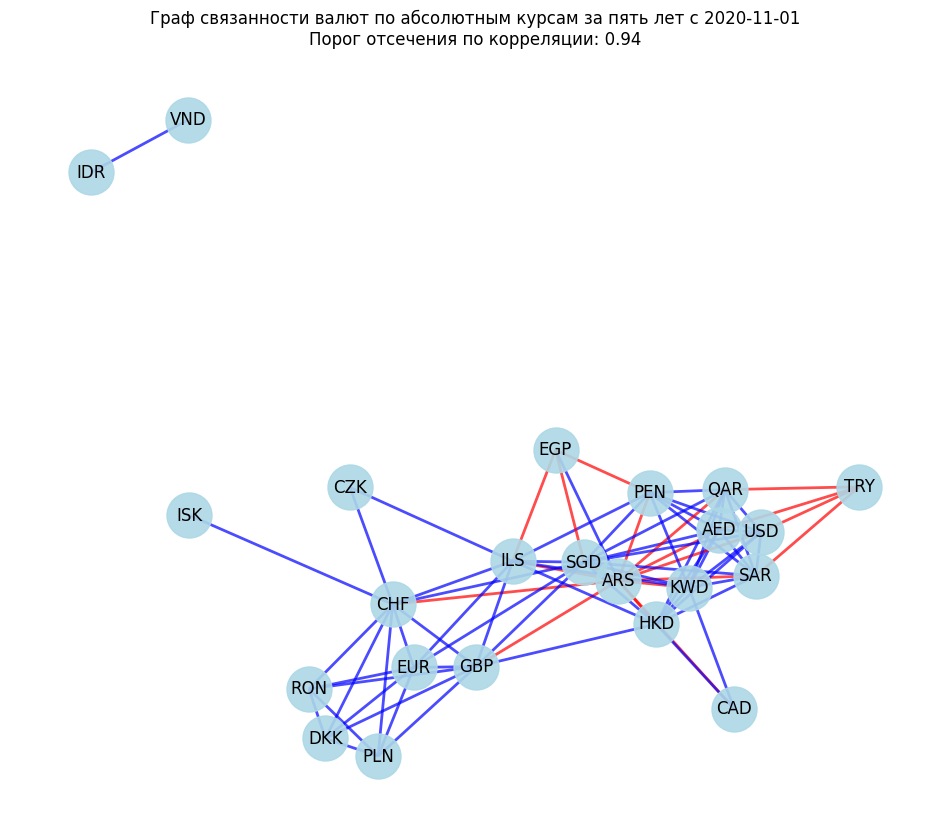 Граф связанности валют по абсолютным курсам за пять лет с 2020-11-01
Порог отсечения по корреляции: 0.94
VND
IDR
EGP
CZK
PEN
QAR
TRY
ISK
AED
USD
ILS
SGD
ARS
KWD
SAR
CHF
HKD
EUR
GBP
RON
CAD
DKK
PLN